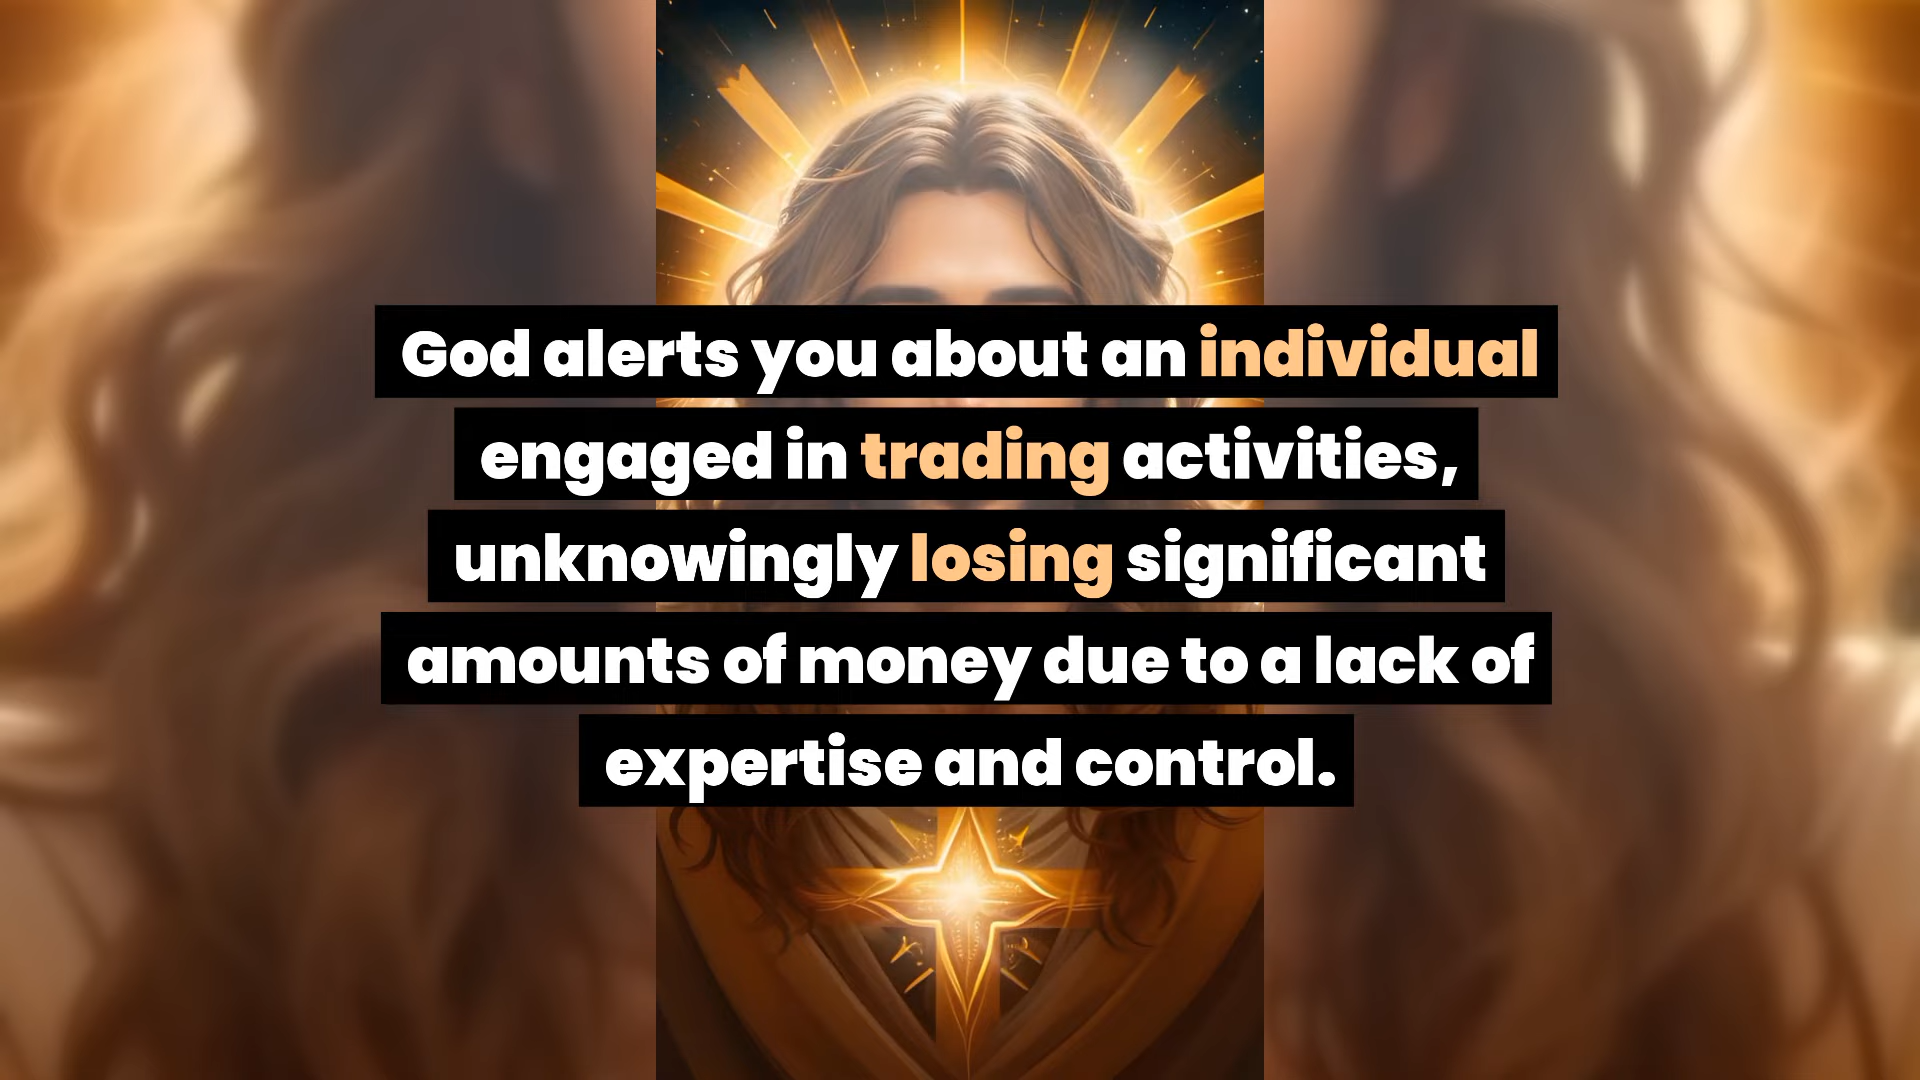 God alerts you about an individual
engaged in trading activities,
unknowingly losing significant
amounts of money due to a lack of
expertise and control.